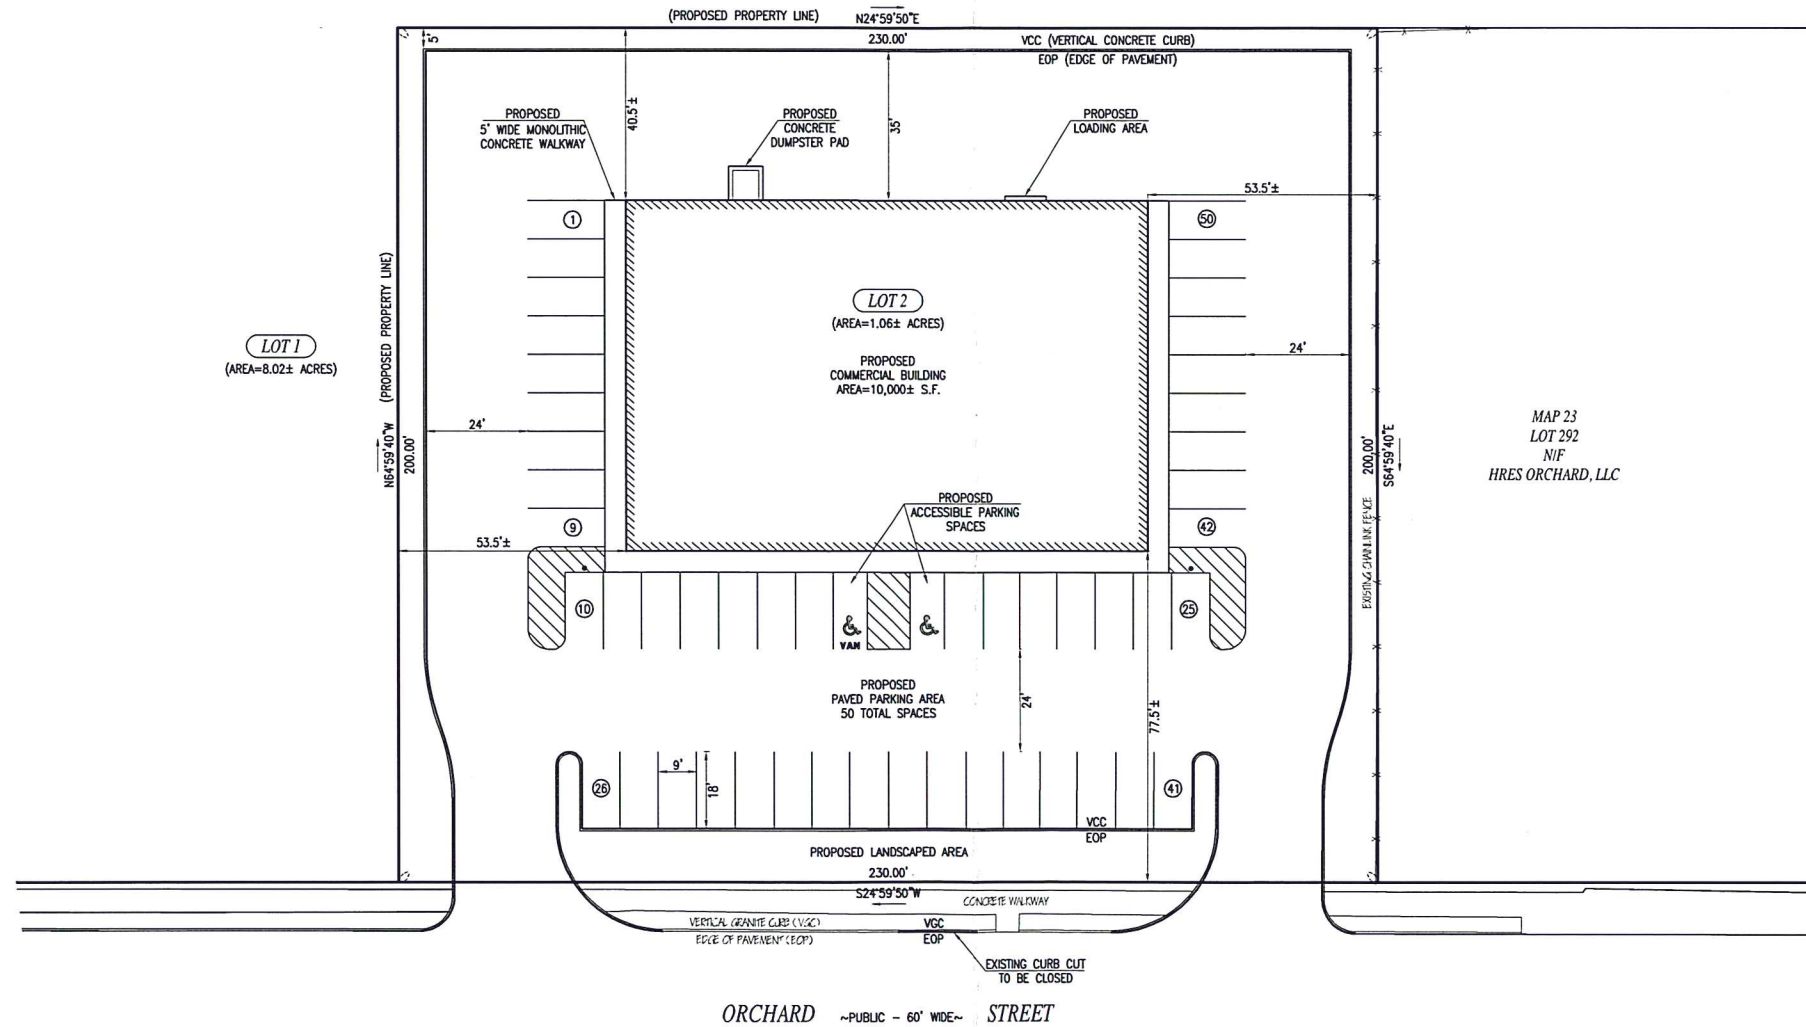 (PROPOSED PROPERTY LINE)
N24°59'50"E
230.00'
VCC (VERTICAL CONCRETE CURB)
EOP (EDGE OF PAVEMENT)
5'
40.5'±
35'
PROPOSED
5' WIDE MONOLITHIC
CONCRETE WALKWAY
PROPOSED
CONCRETE
DUMPSTER PAD
PROPOSED
LOADING AREA
53.5'±
1
50
LOT 2
(AREA=1.06± ACRES)
PROPOSED
COMMERCIAL BUILDING
AREA=10,000± S.F.
LOT 1
(AREA=8.02± ACRES)
(PROPOSED PROPERTY LINE)
N64°59'40"W
200.00'
24'
24'
200.00'
S64°59'40"E
EXISTING CHAINLINK FENCE
MAP 23
LOT 292
N/F
HRES ORCHARD, LLC
PROPOSED
ACCESSIBLE PARKING
SPACES
9
42
53.5'±
10
25
VAN
PROPOSED
PAVED PARKING AREA
50 TOTAL SPACES
24'
77.5'±
26
9'
18'
41
VCC
EOP
PROPOSED LANDSCAPED AREA
230.00'
S24°59'50"W
CONCRETE WALKWAY
VERTICAL GRANITE CURB (VGC)
VGC
EDGE OF PAVEMENT (EOP)
EOP
EXISTING CURB CUT
TO BE CLOSED
ORCHARD ~PUBLIC - 60' WIDE~ STREET